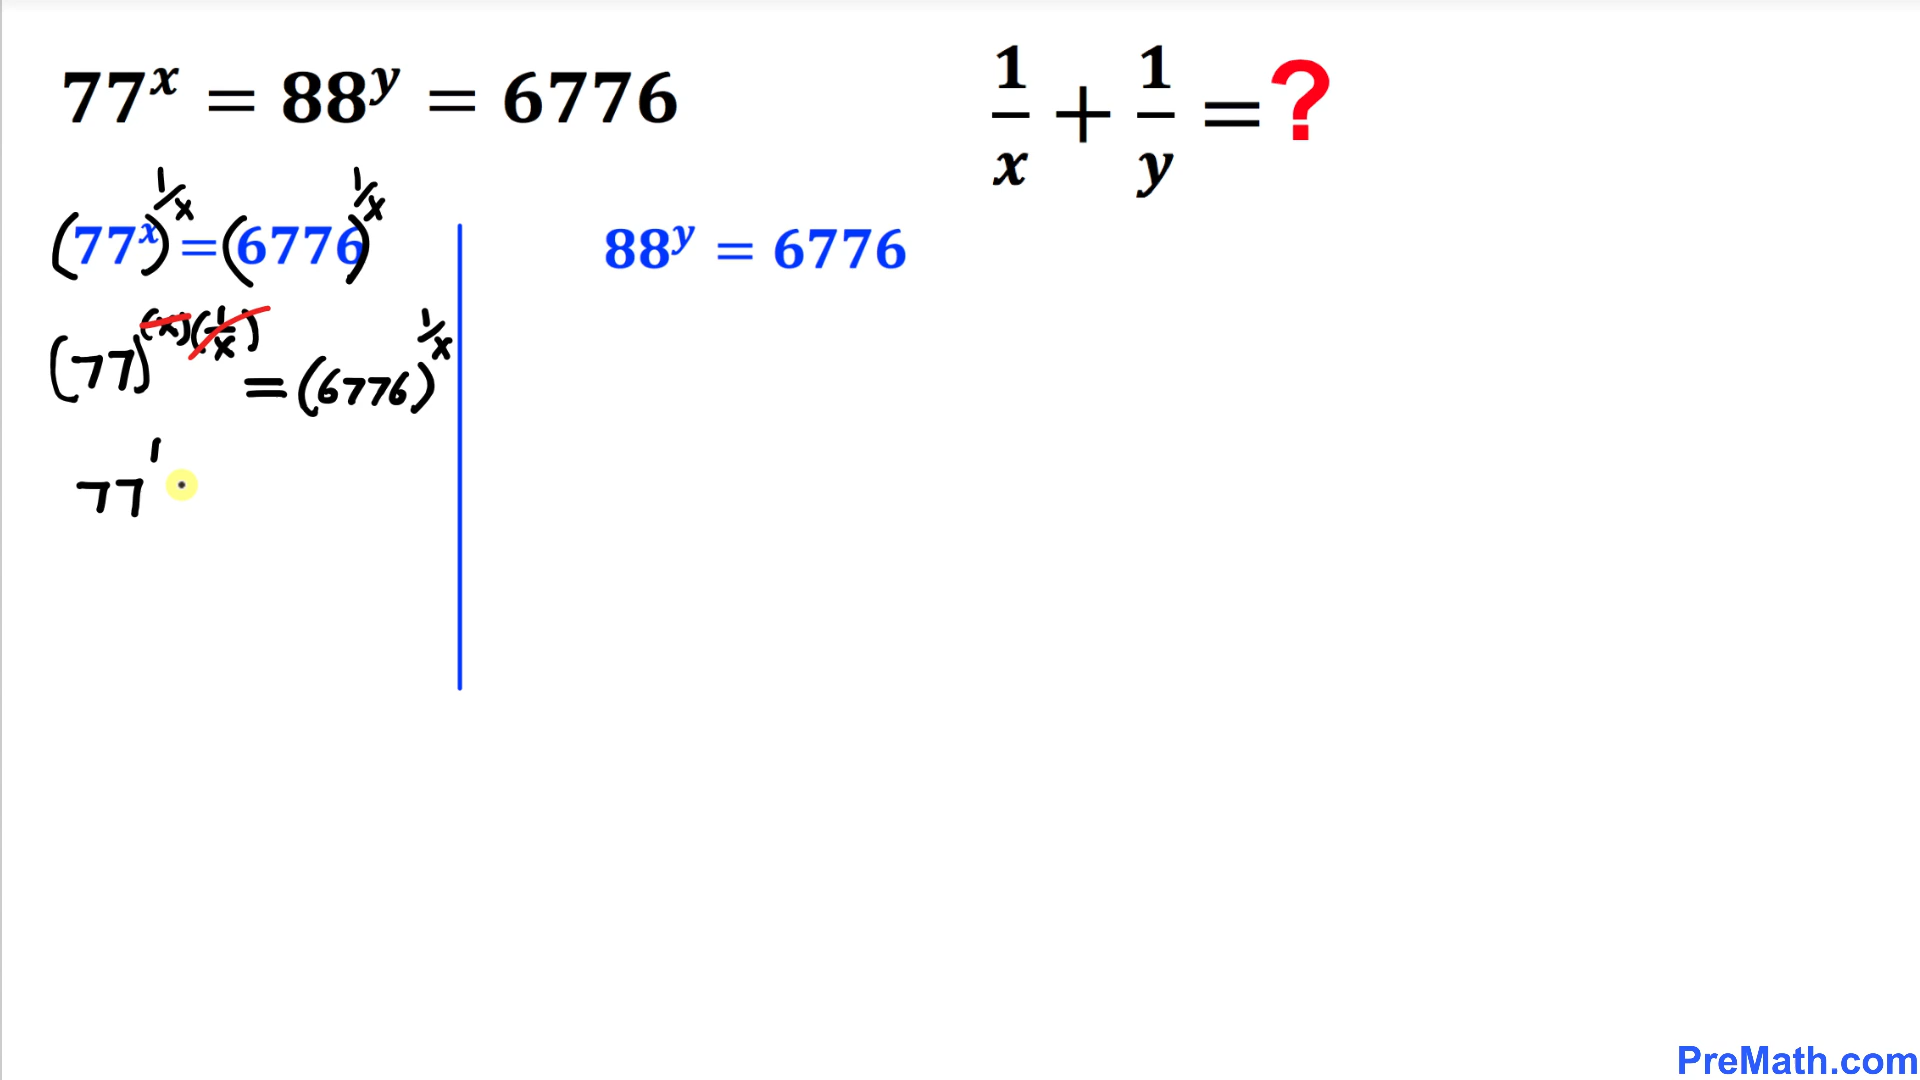 77^x = 88^y = 6776
1/x + 1/y = ?
(77^x)^1/x = (6776)^1/x
88^y = 6776
(77)^(x)(1/x) = (6776)^1/x
77^1
PreMath.com